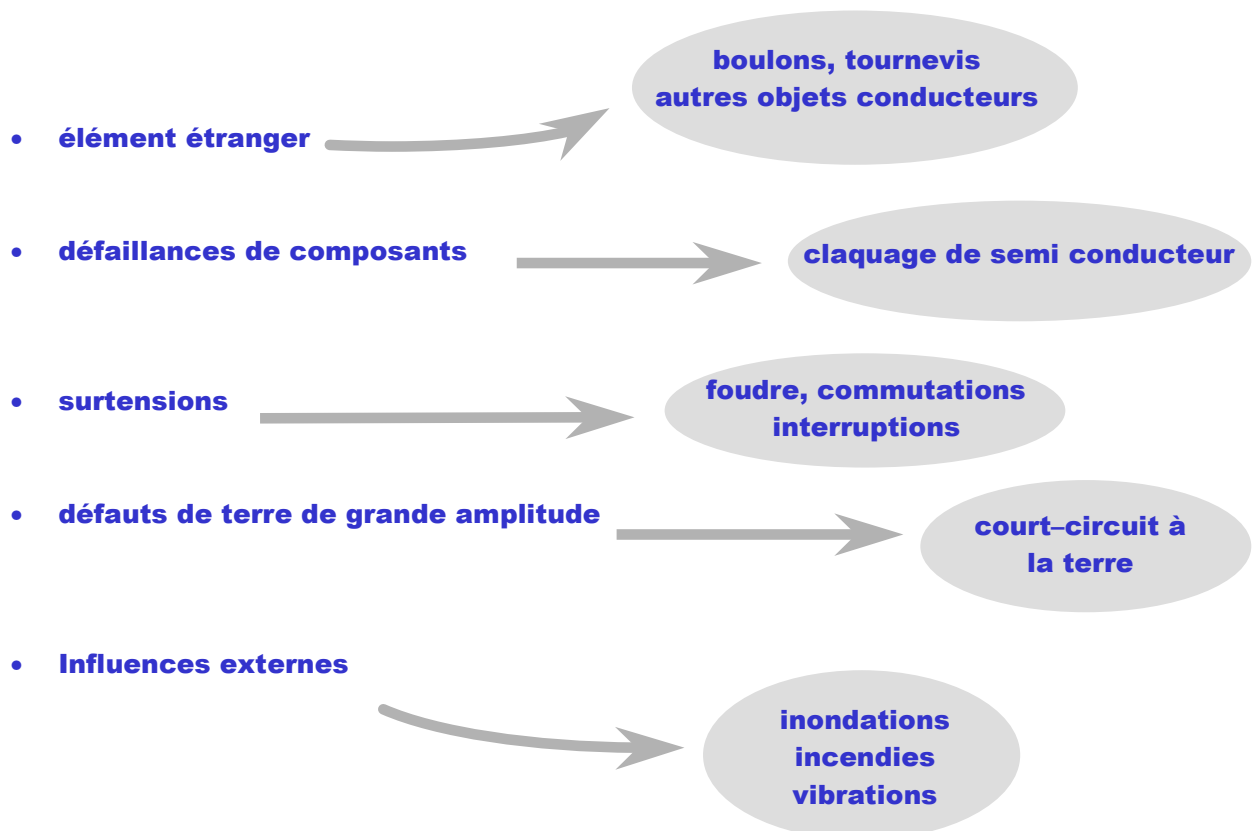 boulons, tournevis
autres objets conducteurs
• élément étranger
• défaillances de composants
claquage de semi conducteur
• surtensions
foudre, commutations
interruptions
• défauts de terre de grande amplitude
court–circuit à
la terre
• Influences externes
inondations
incendies
vibrations